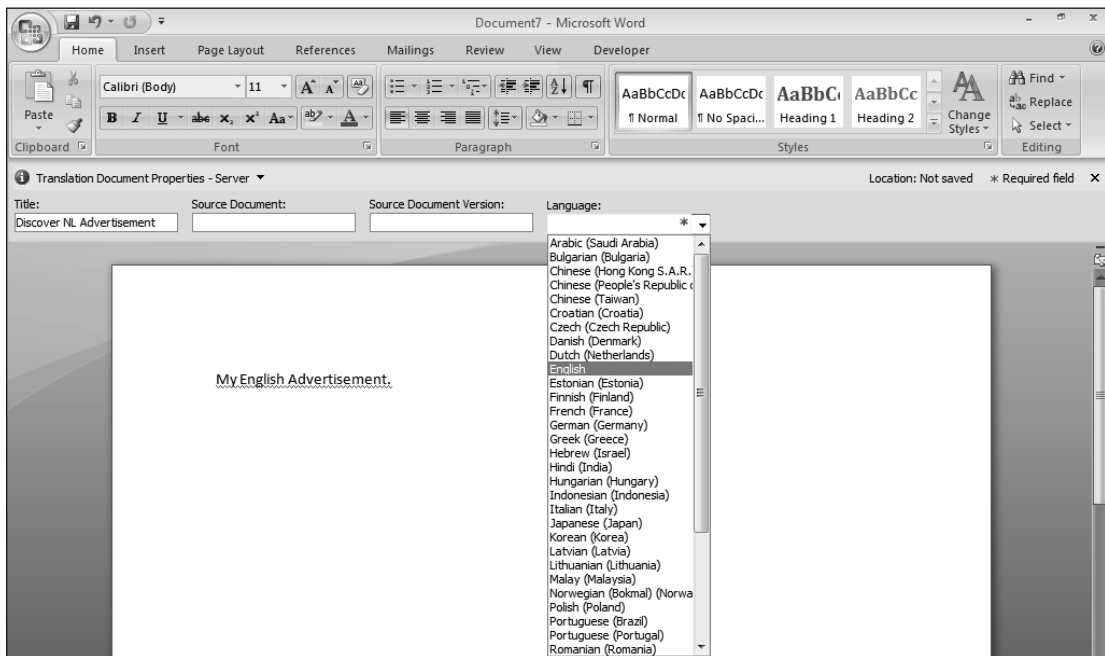 Document7 - Microsoft Word
Home Insert Page Layout References Mailings Review View Developer
Paste
Clipboard
Calibri (Body) 11
B I U abc X₂ X² Aa ab A
Font
Paragraph
AaBbCcDc AaBbCcDc AaBbC AaBbCc
¶ Normal ¶ No Spaci... Heading 1 Heading 2
Change Styles
Styles
Find
Replace
Select
Editing
Translation Document Properties - Server
Location: Not saved * Required field
Title: Source Document: Source Document Version: Language:
Discover NL Advertisement *
Arabic (Saudi Arabia)
Bulgarian (Bulgaria)
Chinese (Hong Kong S.A.R.
Chinese (People's Republic
Chinese (Taiwan)
Croatian (Croatia)
Czech (Czech Republic)
Danish (Denmark)
Dutch (Netherlands)
English
Estonian (Estonia)
Finnish (Finland)
French (France)
German (Germany)
Greek (Greece)
Hebrew (Israel)
Hindi (India)
Hungarian (Hungary)
Indonesian (Indonesia)
Italian (Italy)
Japanese (Japan)
Korean (Korea)
Latvian (Latvia)
Lithuanian (Lithuania)
Malay (Malaysia)
Norwegian (Bokmal) (Norwa
Polish (Poland)
Portuguese (Brazil)
Portuguese (Portugal)
Romanian (Romania)
My English Advertisement.